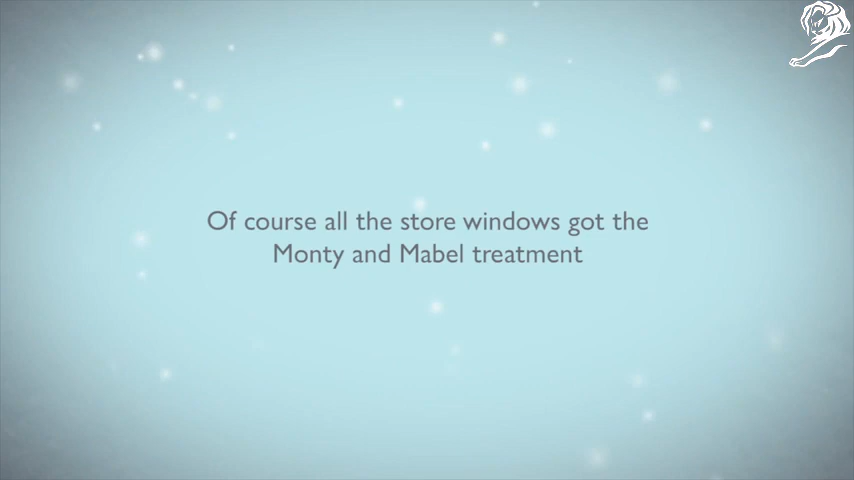 Of course all the store windows got the
Monty and Mabel treatment